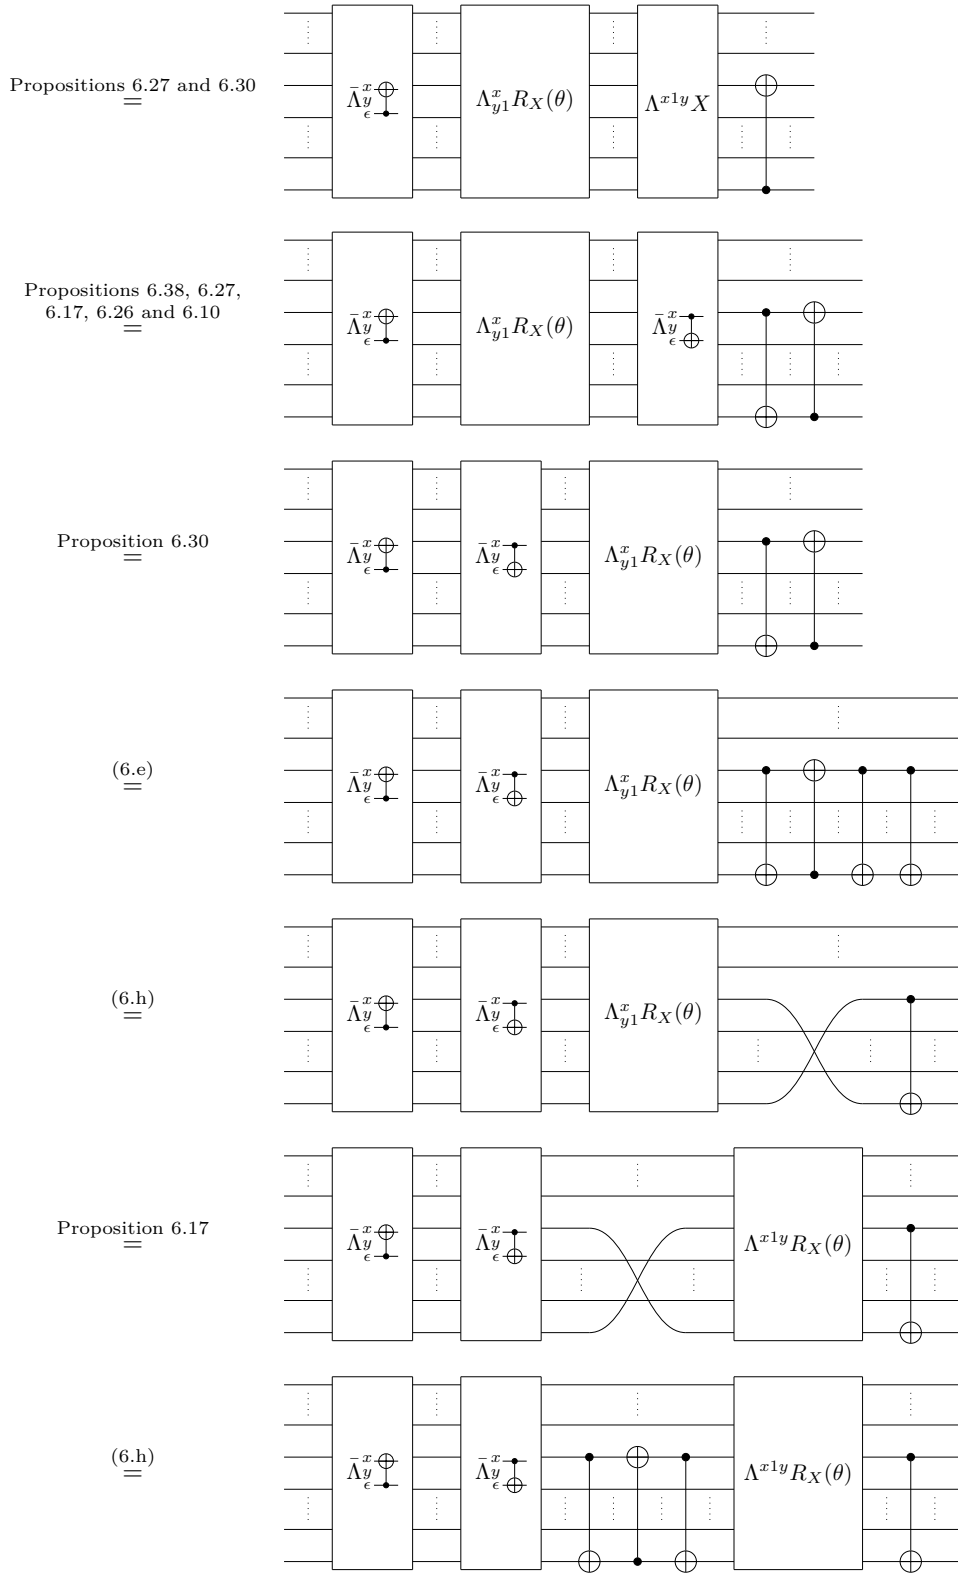 Propositions 6.27 and 6.30
=
Λ̄^x_y_ϵ
Λ^x_{y1}R_X(θ)
Λ^{x1y}X
Propositions 6.38, 6.27,
6.17, 6.26 and 6.10
=
Λ̄^x_y_ϵ
Λ^x_{y1}R_X(θ)
Λ̄^x_y_ϵ
Proposition 6.30
=
Λ̄^x_y_ϵ
Λ̄^x_y_ϵ
Λ^x_{y1}R_X(θ)
(6.e)
=
Λ̄^x_y_ϵ
Λ̄^x_y_ϵ
Λ^x_{y1}R_X(θ)
(6.h)
=
Λ̄^x_y_ϵ
Λ̄^x_y_ϵ
Λ^x_{y1}R_X(θ)
Proposition 6.17
=
Λ̄^x_y_ϵ
Λ̄^x_y_ϵ
Λ^{x1y}R_X(θ)
(6.h)
=
Λ̄^x_y_ϵ
Λ̄^x_y_ϵ
Λ^{x1y}R_X(θ)